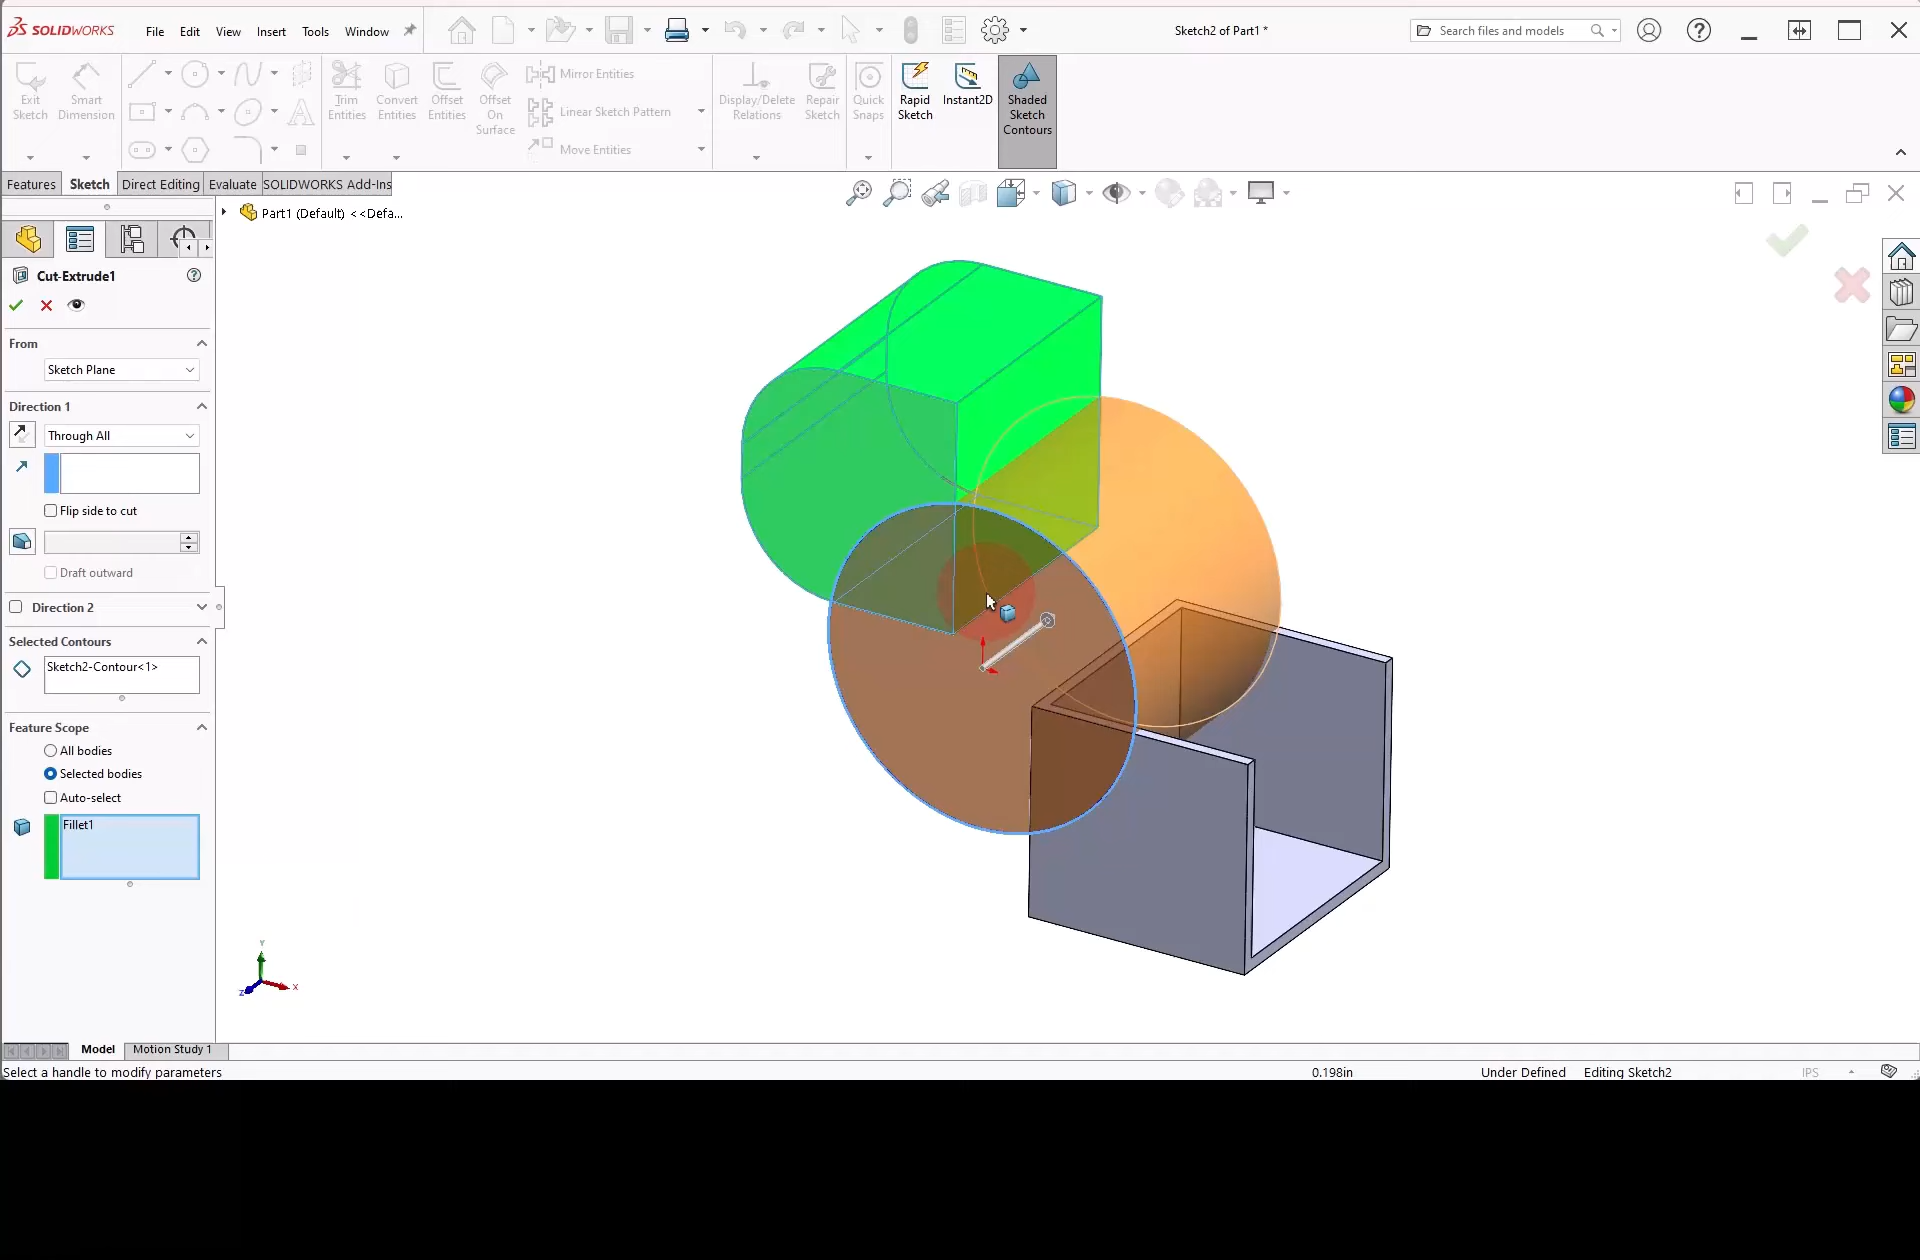 SOLIDWORKS File Edit View Insert Tools Window Sketch2 of Part1 * Search files and models
Exit Sketch Smart Dimension Trim Entities Convert Entities Offset Entities Offset On Surface Mirror Entities Linear Sketch Pattern Move Entities Display/Delete Relations Repair Sketch Quick Snaps Rapid Sketch Instant2D Shaded Sketch Contours
Features Sketch Direct Editing Evaluate SOLIDWORKS Add-Ins
Part1 (Default) <<Defa...
Cut-Extrude1
From
Sketch Plane
Direction 1
Through All
Flip side to cut
Draft outward
Direction 2
Selected Contours
Sketch2-Contour<1>
Feature Scope
All bodies
Selected bodies
Auto-select
Fillet1
Y
X
Z
Model Motion Study 1
Select a handle to modify parameters 0.198in Under Defined Editing Sketch2 IPS